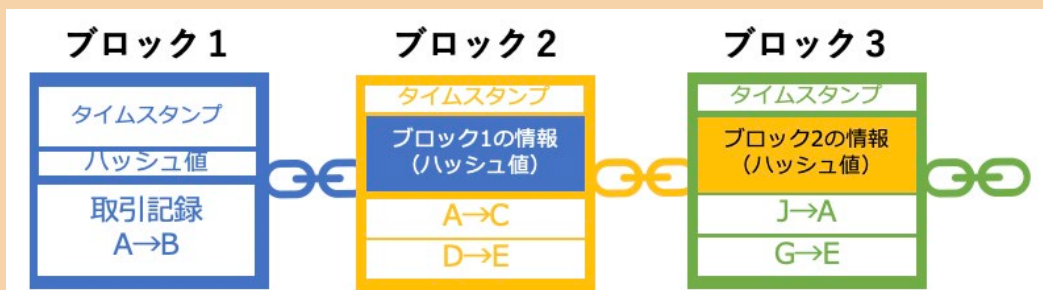 ブロック１
タイムスタンプ
ハッシュ値
取引記録
A→B
ブロック２
タイムスタンプ
ブロック1の情報
（ハッシュ値）
A→C
D→E
ブロック３
タイムスタンプ
ブロック2の情報
（ハッシュ値）
J→A
G→E